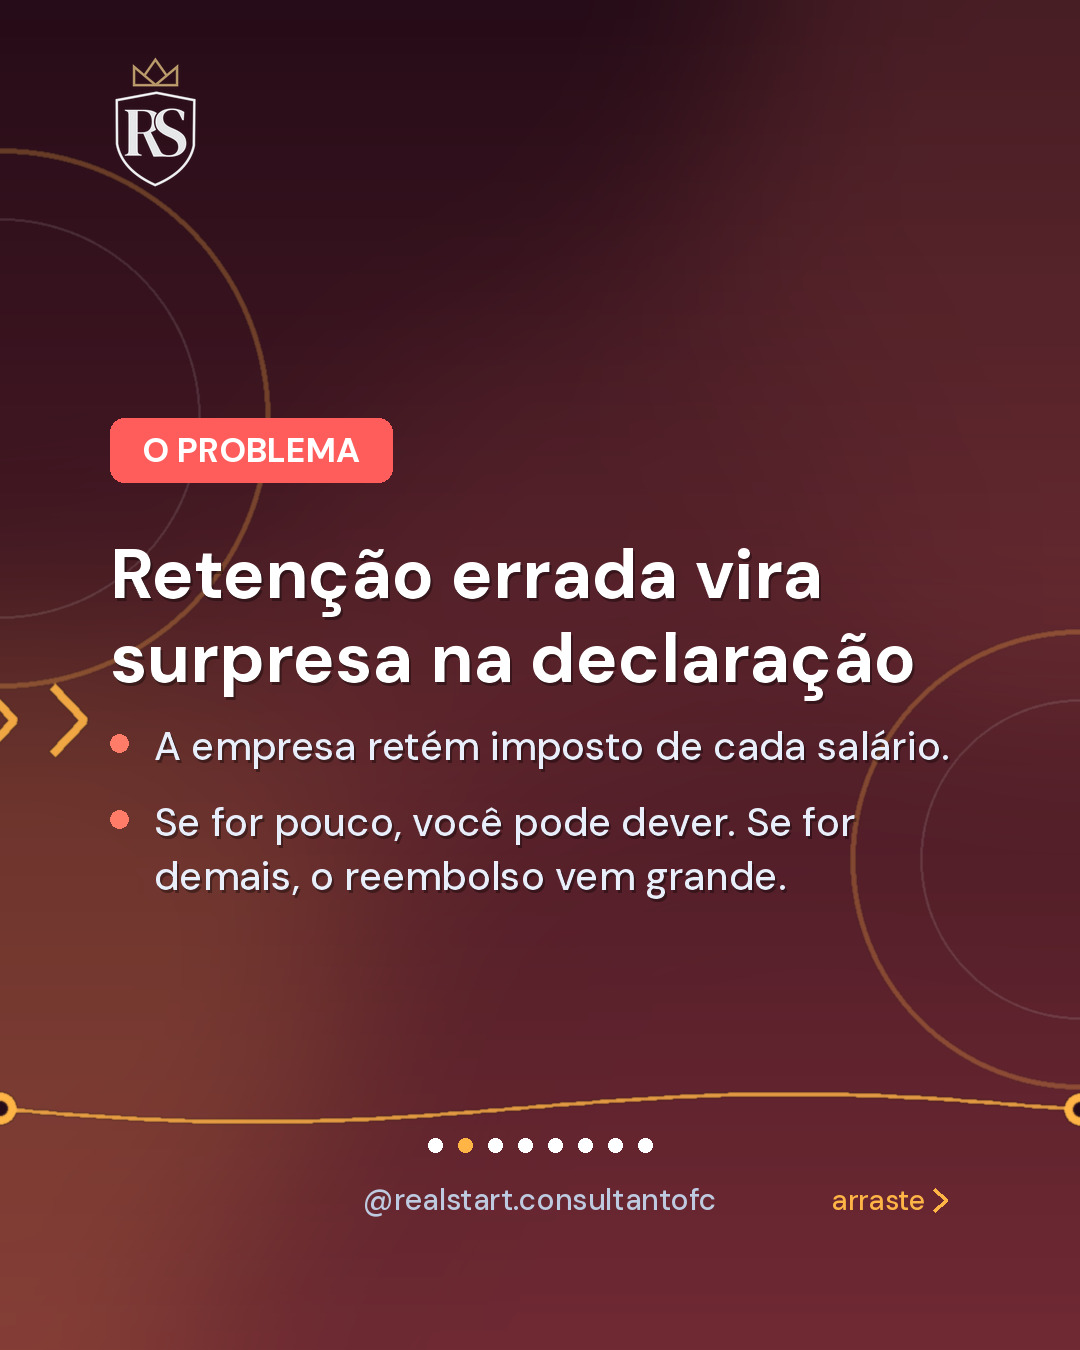 RS
O PROBLEMA
Retenção errada vira
surpresa na declaração
A empresa retém imposto de cada salário.
Se for pouco, você pode dever. Se for
demais, o reembolso vem grande.
@realstart.consultantofc
arraste